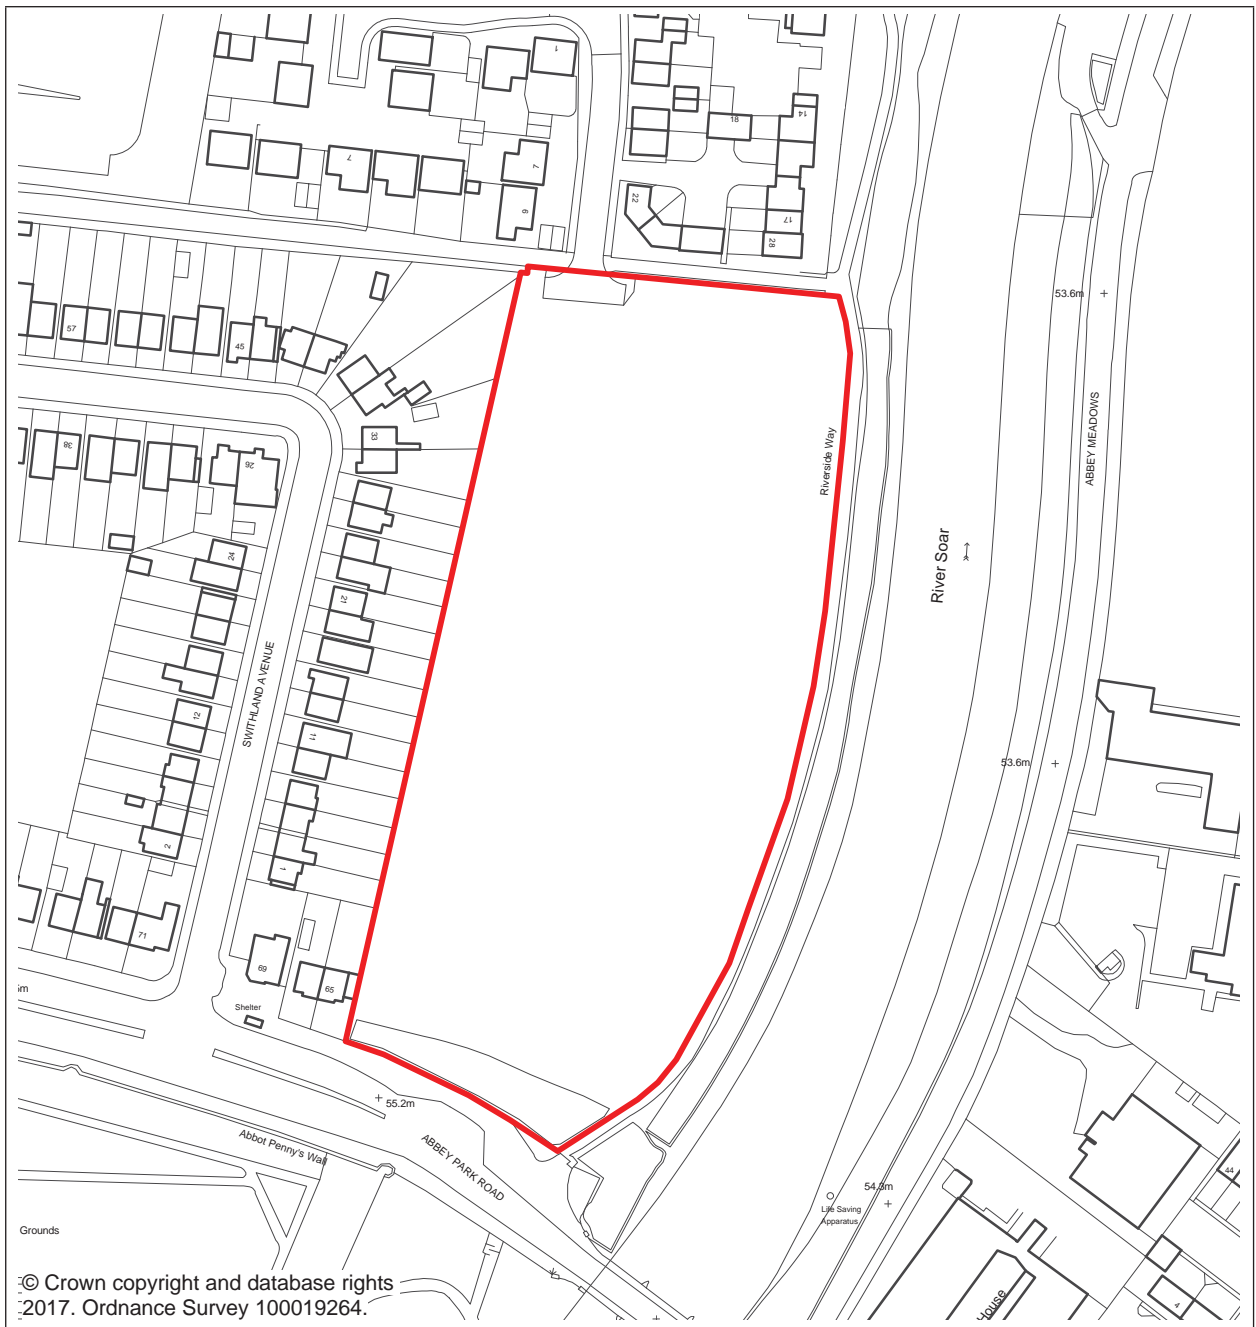 1
18
14
7
7
6
22
17
28
53.6m
57
45
33
38
26
Riverside Way
ABBEY MEADOWS
River Soar
24
21
SWITHLAND AVENUE
12
11
53.6m
2
1
71
69
65
5m
Shelter
55.2m
Abbot Penny's Wall
ABBEY PARK ROAD
54.3m
44
Life Saving
Apparatus
Grounds
House
4
© Crown copyright and database rights
2017. Ordnance Survey 100019264.